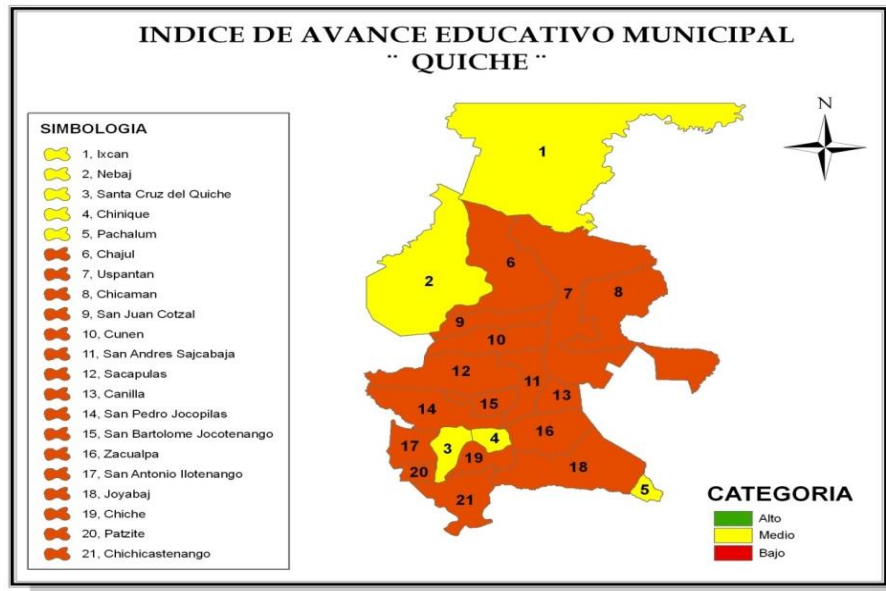 INDICE DE AVANCE EDUCATIVO MUNICIPAL
¨ QUICHE ¨
SIMBOLOGIA
1, Ixcan
2, Nebaj
3, Santa Cruz del Quiche
4, Chinique
5, Pachalum
6, Chajul
7, Uspantan
8, Chicaman
9, San Juan Cotzal
10, Cunen
11, San Andres Sajcabaja
12, Sacapulas
13, Canilla
14, San Pedro Jocopilas
15, San Bartolome Jocotenango
16, Zacualpa
17, San Antonio Ilotenango
18, Joyabaj
19, Chiche
20, Patzite
21, Chichicastenango
N
1
2
6
7
8
9
10
12
11
13
14
15
16
17
3
4
19
20
18
21
5
CATEGORIA
Alto
Medio
Bajo